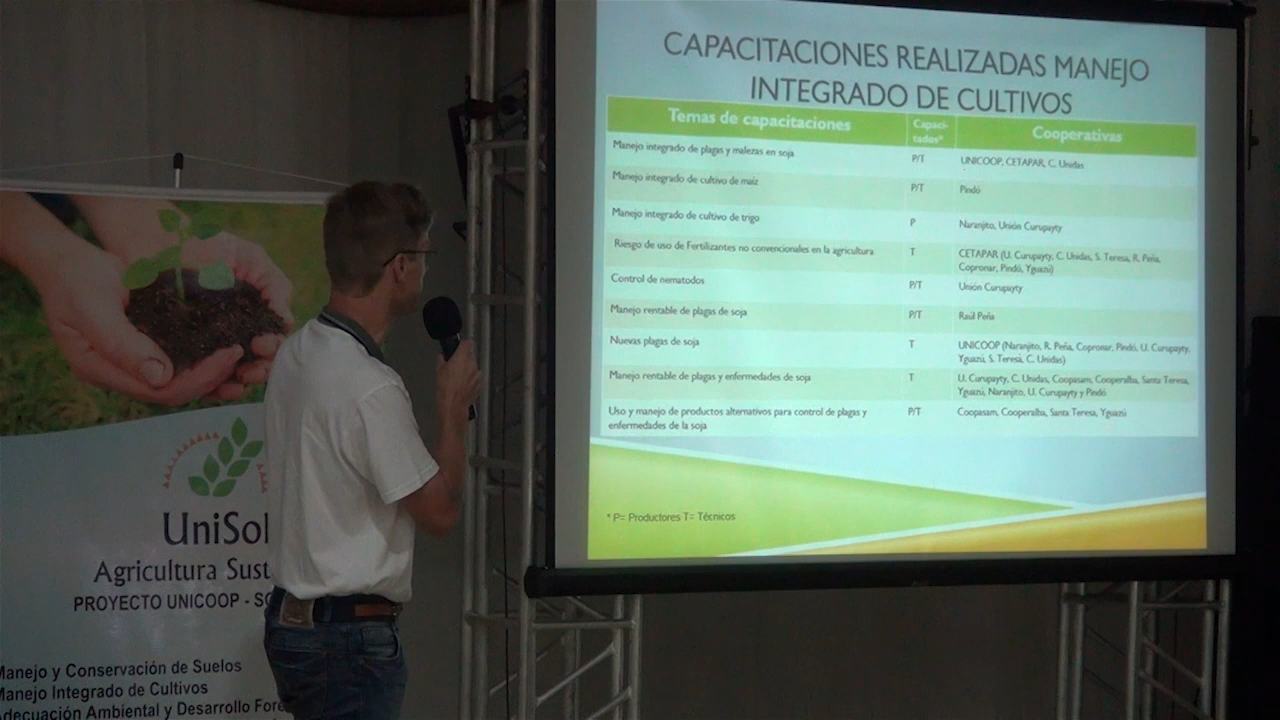 CAPACITACIONES REALIZADAS MANEJO
INTEGRADO DE CULTIVOS
Temas de capacitaciones Capaci-tados* Cooperativas
Manejo integrado de plagas y malezas en soja P/T UNICOOP, CETAPAR, C. Unidas
Manejo integrado de cultivo de maíz P/T Pindó
Manejo integrado de cultivo de trigo P Naranjito, Unión Curupayty
Riesgo de uso de Fertilizantes no convencionales en la agricultura T CETAPAR (U. Curupayty, C. Unidas, S. Teresa, R. Peña,
Copronar, Pindó, Yguazú)
Control de nematodos P/T Unión Curupayty
Manejo rentable de plagas de soja P/T Raúl Peña
Nuevas plagas de soja T UNICOOP (Naranjito, R. Peña, Copronar, Pindó, U. Curupayty,
Yguazú, S. Teresa, C. Unidas)
Manejo rentable de plagas y enfermedades de soja T U. Curupayty, C. Unidas, Coopasam, Cooperalba, Santa Teresa,
Yguazú, Naranjito, U. Curupayty y Pindó
Uso y manejo de productos alternativos para control de plagas y P/T Coopasam, Cooperalba, Santa Teresa, Yguazú
enfermedades de la soja
* P= Productores T= Técnicos
UniSol
Agricultura Sust
PROYECTO UNICOOP - SO
Manejo y Conservación de Suelos
Manejo Integrado de Cultivos
Adecuación Ambiental y Desarrollo Fore